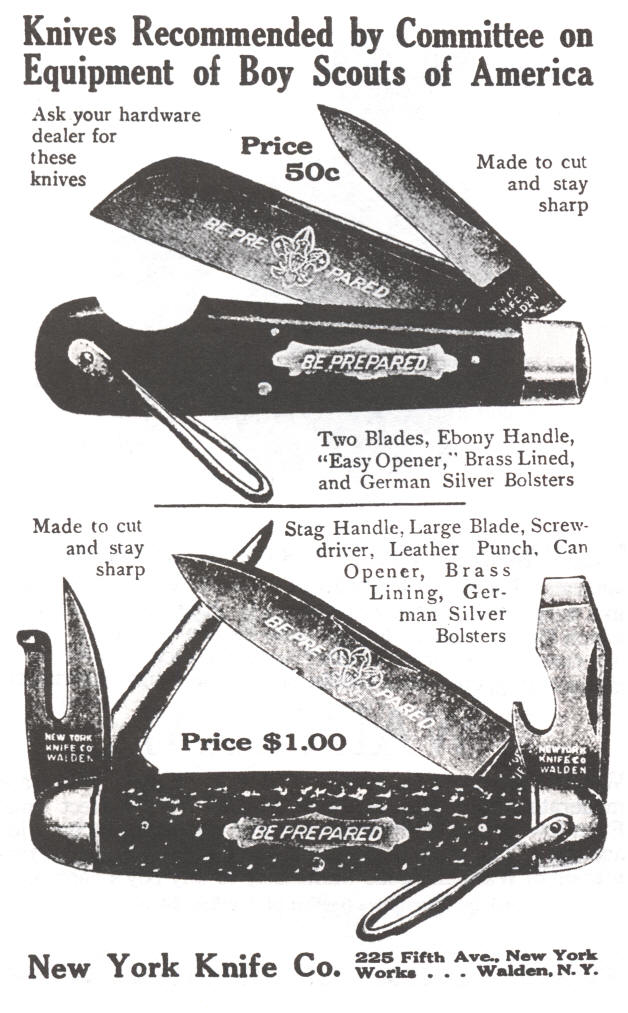 Knives Recommended by Committee on
Equipment of Boy Scouts of America
Ask your hardware
dealer for
these
knives
Price
50c
Made to cut
and stay
sharp
BE PRE PARED
KNIFE CO
WALDEN
BE PREPARED
Two Blades, Ebony Handle,
“Easy Opener,” Brass Lined,
and German Silver Bolsters
Made to cut
and stay
sharp
Stag Handle, Large Blade, Screw-
driver, Leather Punch, Can
Opener, Brass
Lining, Ger-
man Silver
Bolsters
BE PRE PARED
NEW YORK
KNIFE CO
WALDEN
Price $1.00
NEW YORK
KNIFE CO
WALDEN
BE PREPARED
New York Knife Co.
225 Fifth Ave., New York
Works . . . Walden, N. Y.